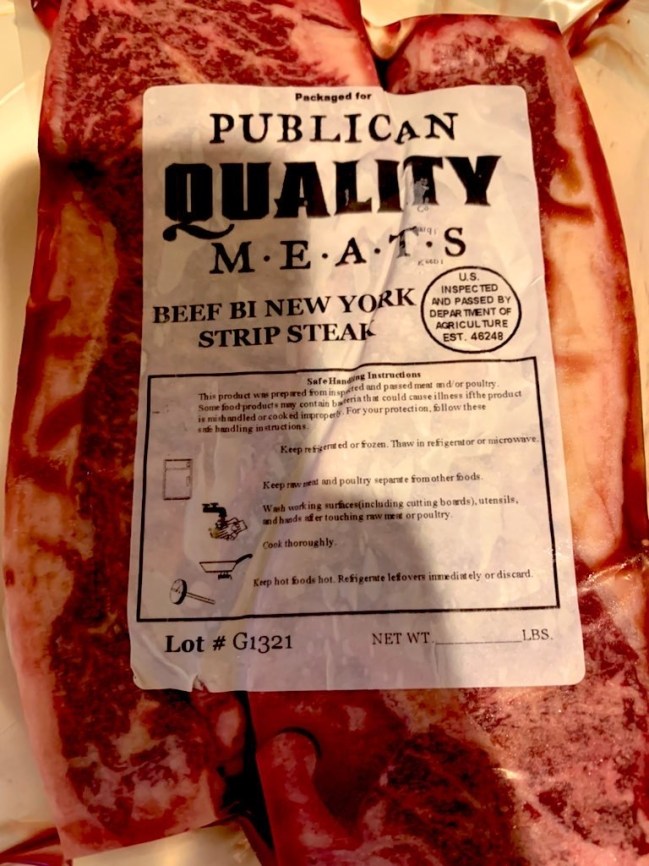 Packaged for
PUBLICAN
QUALITY
M·E·A·T·S
BEEF BI NEW YORK
STRIP STEAK
U.S.
INSPECTED
AND PASSED BY
DEPARTMENT OF
AGRICULTURE
EST. 46248
Safe Handling Instructions
This product was prepared from inspected and passed meat and/or poultry.
Some food products may contain bacteria that could cause illness if the product
is mishandled or cooked improperly. For your protection, follow these
safe handling instructions.
Keep refrigerated or frozen. Thaw in refrigerator or microwave.
Keep raw meat and poultry separate from other foods.
Wash working surfaces(including cutting boards), utensils,
and hands after touching raw meat or poultry.
Cook thoroughly.
Keep hot foods hot. Refrigerate leftovers immediately or discard.
Lot # G1321
NET WT.__________LBS.